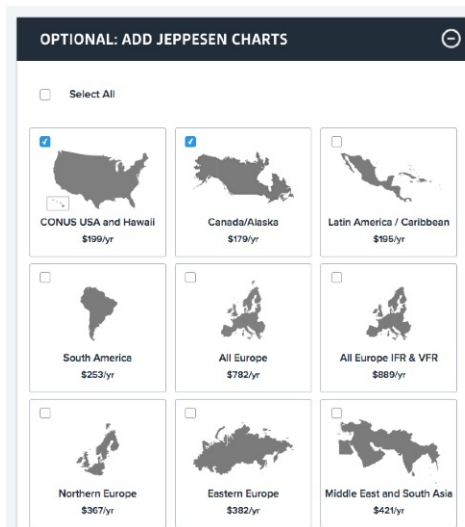 OPTIONAL: ADD JEPPESEN CHARTS
Select All
CONUS USA and Hawaii
$199/yr
Canada/Alaska
$179/yr
Latin America / Caribbean
$195/yr
South America
$253/yr
All Europe
$782/yr
All Europe IFR & VFR
$889/yr
Northern Europe
$367/yr
Eastern Europe
$382/yr
Middle East and South Asia
$421/yr